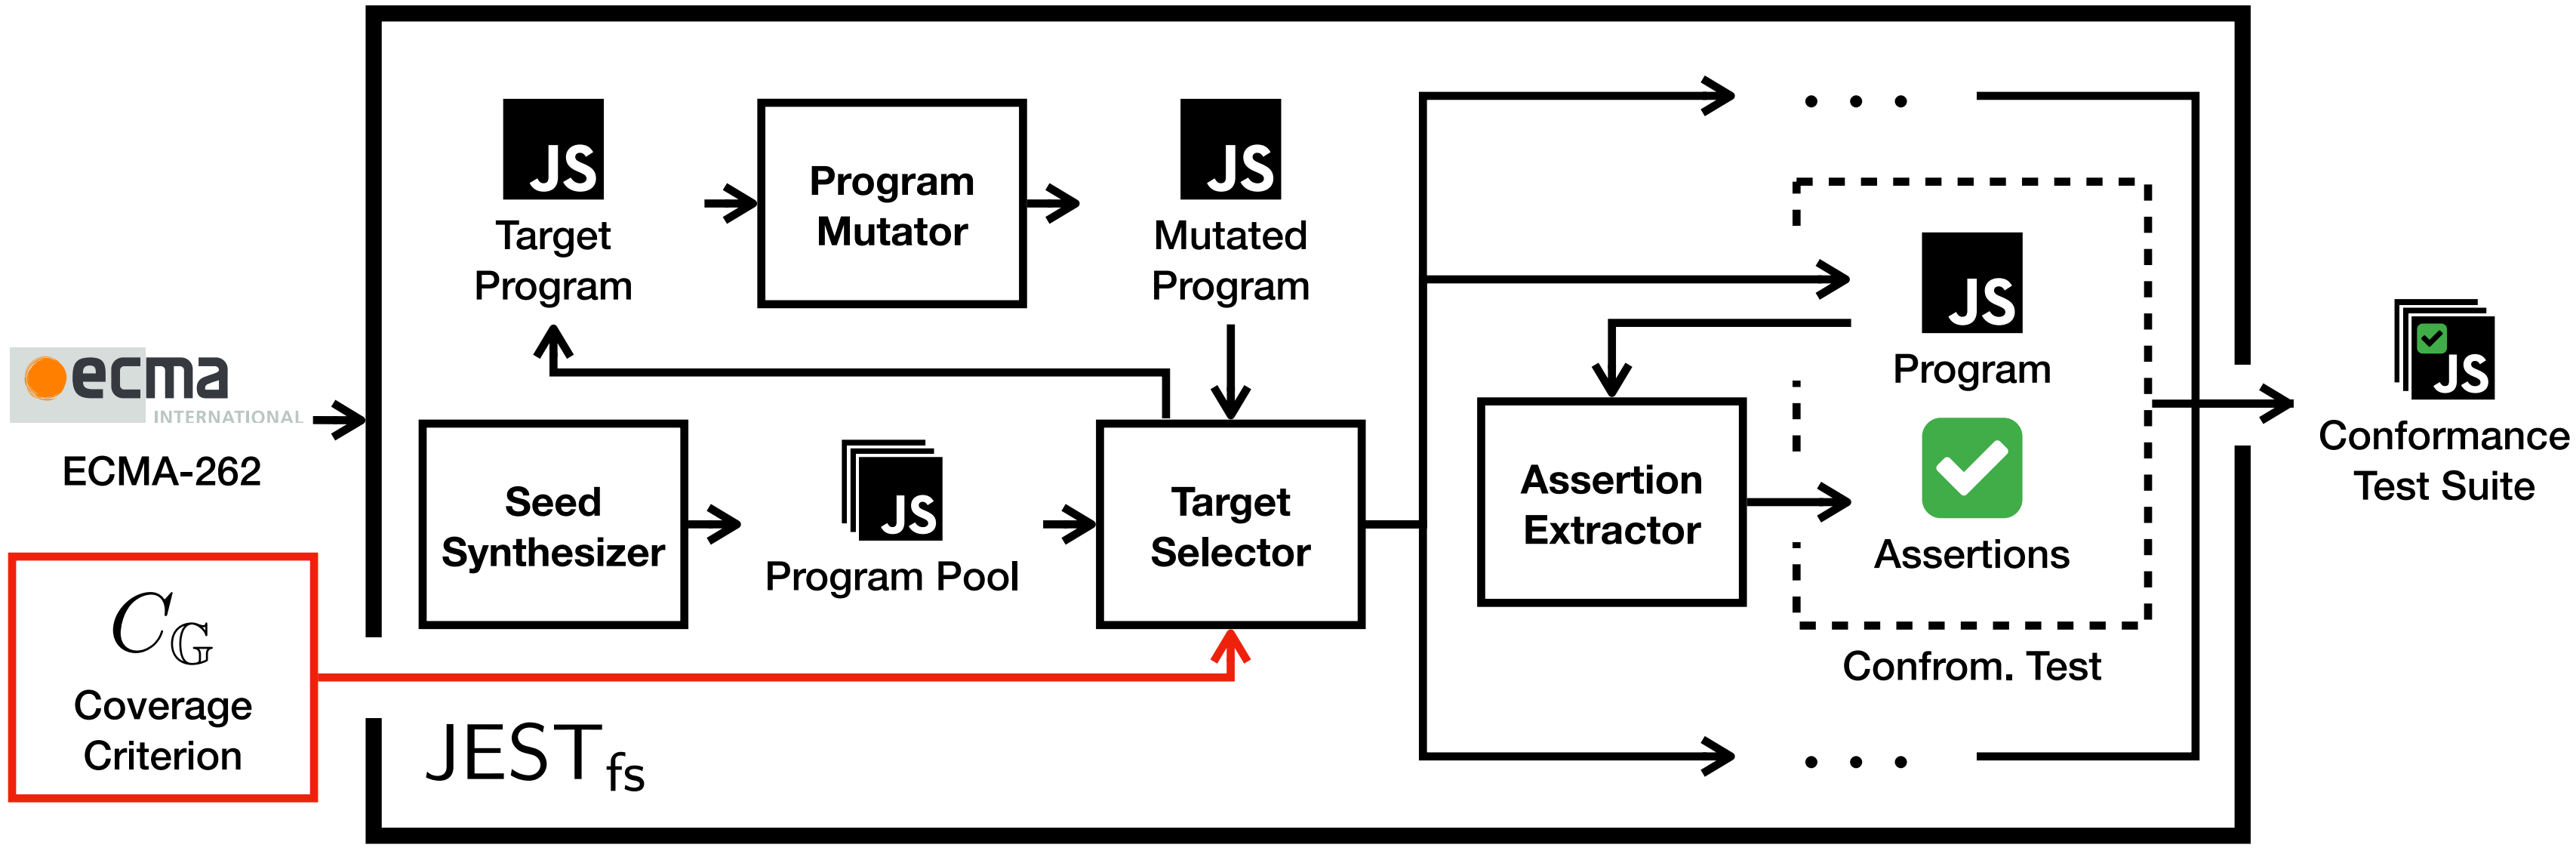 ecma
INTERNATIONAL
ECMA-262
C𝔾
Coverage
Criterion
JS
Target
Program
Program
Mutator
JS
Mutated
Program
Seed
Synthesizer
JS
Program Pool
Target
Selector
JESTfs
. . .
Assertion
Extractor
JS
Program
Assertions
Confrom. Test
. . .
JS
Conformance
Test Suite